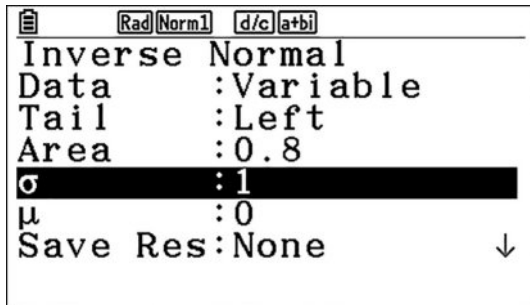 Rad Norm1 d/c a+bi
Inverse Normal
Data :Variable
Tail :Left
Area :0.8
σ :1
μ :0
Save Res:None ↓